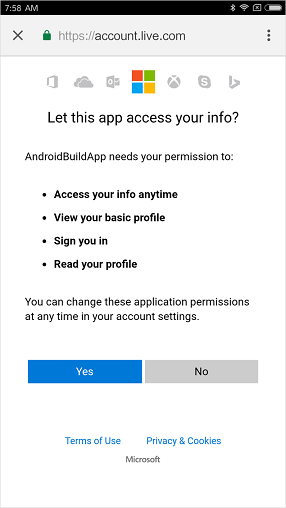 7:58 AM
https://account.live.com
Let this app access your info?
AndroidBuildApp needs your permission to:
Access your info anytime
View your basic profile
Sign you in
Read your profile
You can change these application permissions
at any time in your account settings.
Yes
No
Terms of Use
Privacy & Cookies
Microsoft